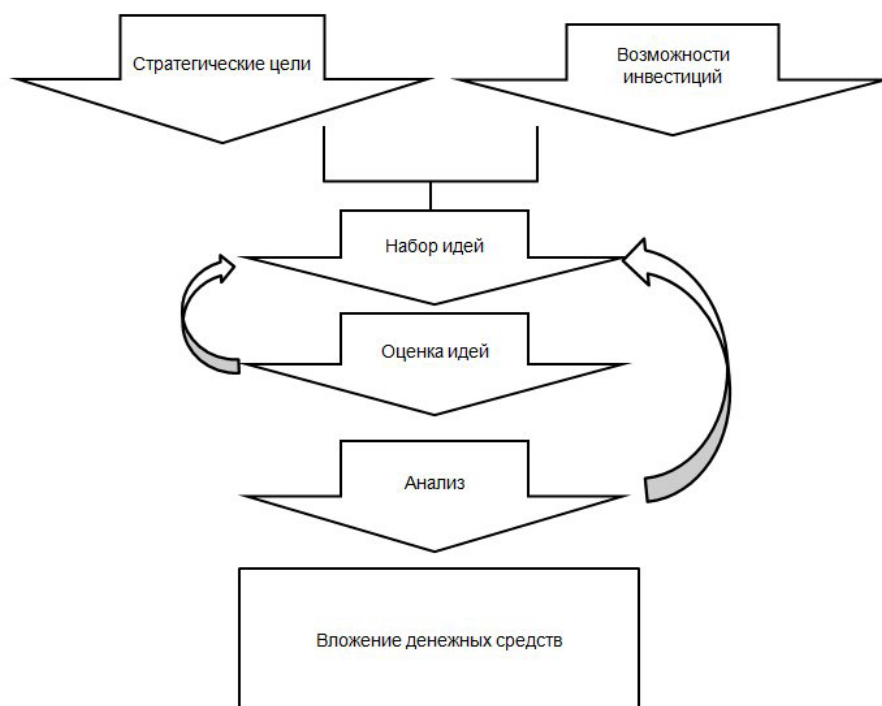 Стратегические цели
Возможности
инвестиций
Набор идей
Оценка идей
Анализ
Вложение денежных средств